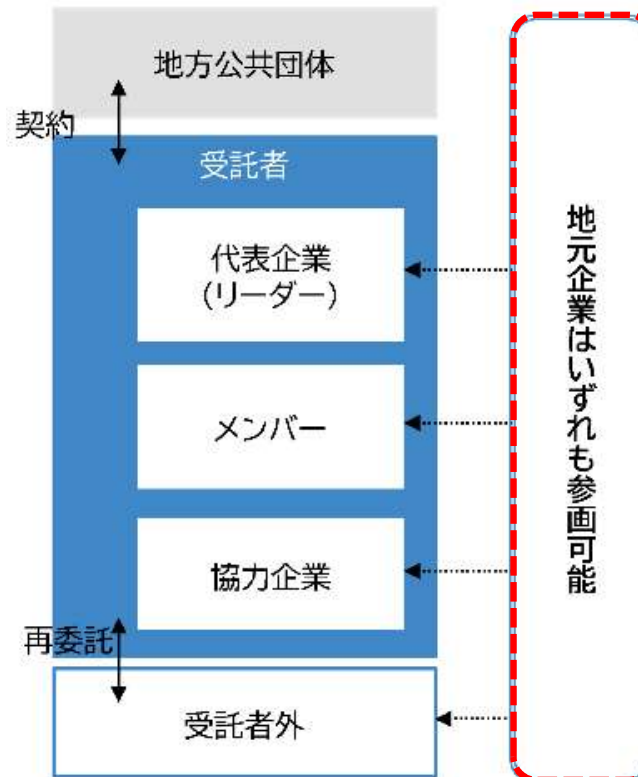 地方公共団体
契約
受託者
代表企業
(リーダー)
メンバー
協力企業
再委託
受託者外
地元企業はいずれも参画可能